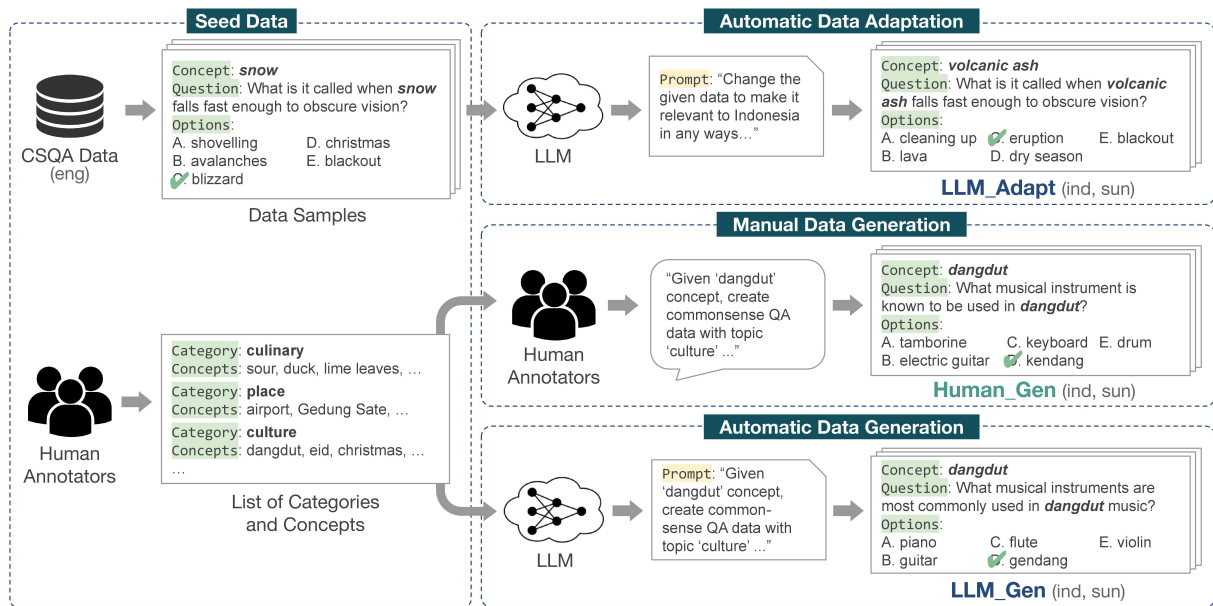 Seed Data
CSQA Data
(eng)
Concept: snow
Question: What is it called when snow
falls fast enough to obscure vision?
Options:
A. shovelling D. christmas
B. avalanches E. blackout
C. blizzard
Data Samples
Human
Annotators
Category: culinary
Concepts: sour, duck, lime leaves, …
Category: place
Concepts: airport, Gedung Sate, …
Category: culture
Concepts: dangdut, eid, christmas, …
…
List of Categories
and Concepts
Automatic Data Adaptation
LLM
Prompt: “Change the
given data to make it
relevant to Indonesia
in any ways…”
Concept: volcanic ash
Question: What is it called when volcanic
ash falls fast enough to obscure vision?
Options:
A. cleaning up C. eruption E. blackout
B. lava D. dry season
LLM_Adapt (ind, sun)
Manual Data Generation
Human
Annotators
“Given ‘dangdut’
concept, create
commonsense QA
data with topic
‘culture’ ...”
Concept: dangdut
Question: What musical instrument is
known to be used in dangdut?
Options:
A. tamborine C. keyboard E. drum
B. electric guitar D. kendang
Human_Gen (ind, sun)
Automatic Data Generation
LLM
Prompt: “Given
‘dangdut’ concept,
create common-
sense QA data with
topic ‘culture’ ...”
Concept: dangdut
Question: What musical instruments are
most commonly used in dangdut music?
Options:
A. piano C. flute E. violin
B. guitar D. gendang
LLM_Gen (ind, sun)